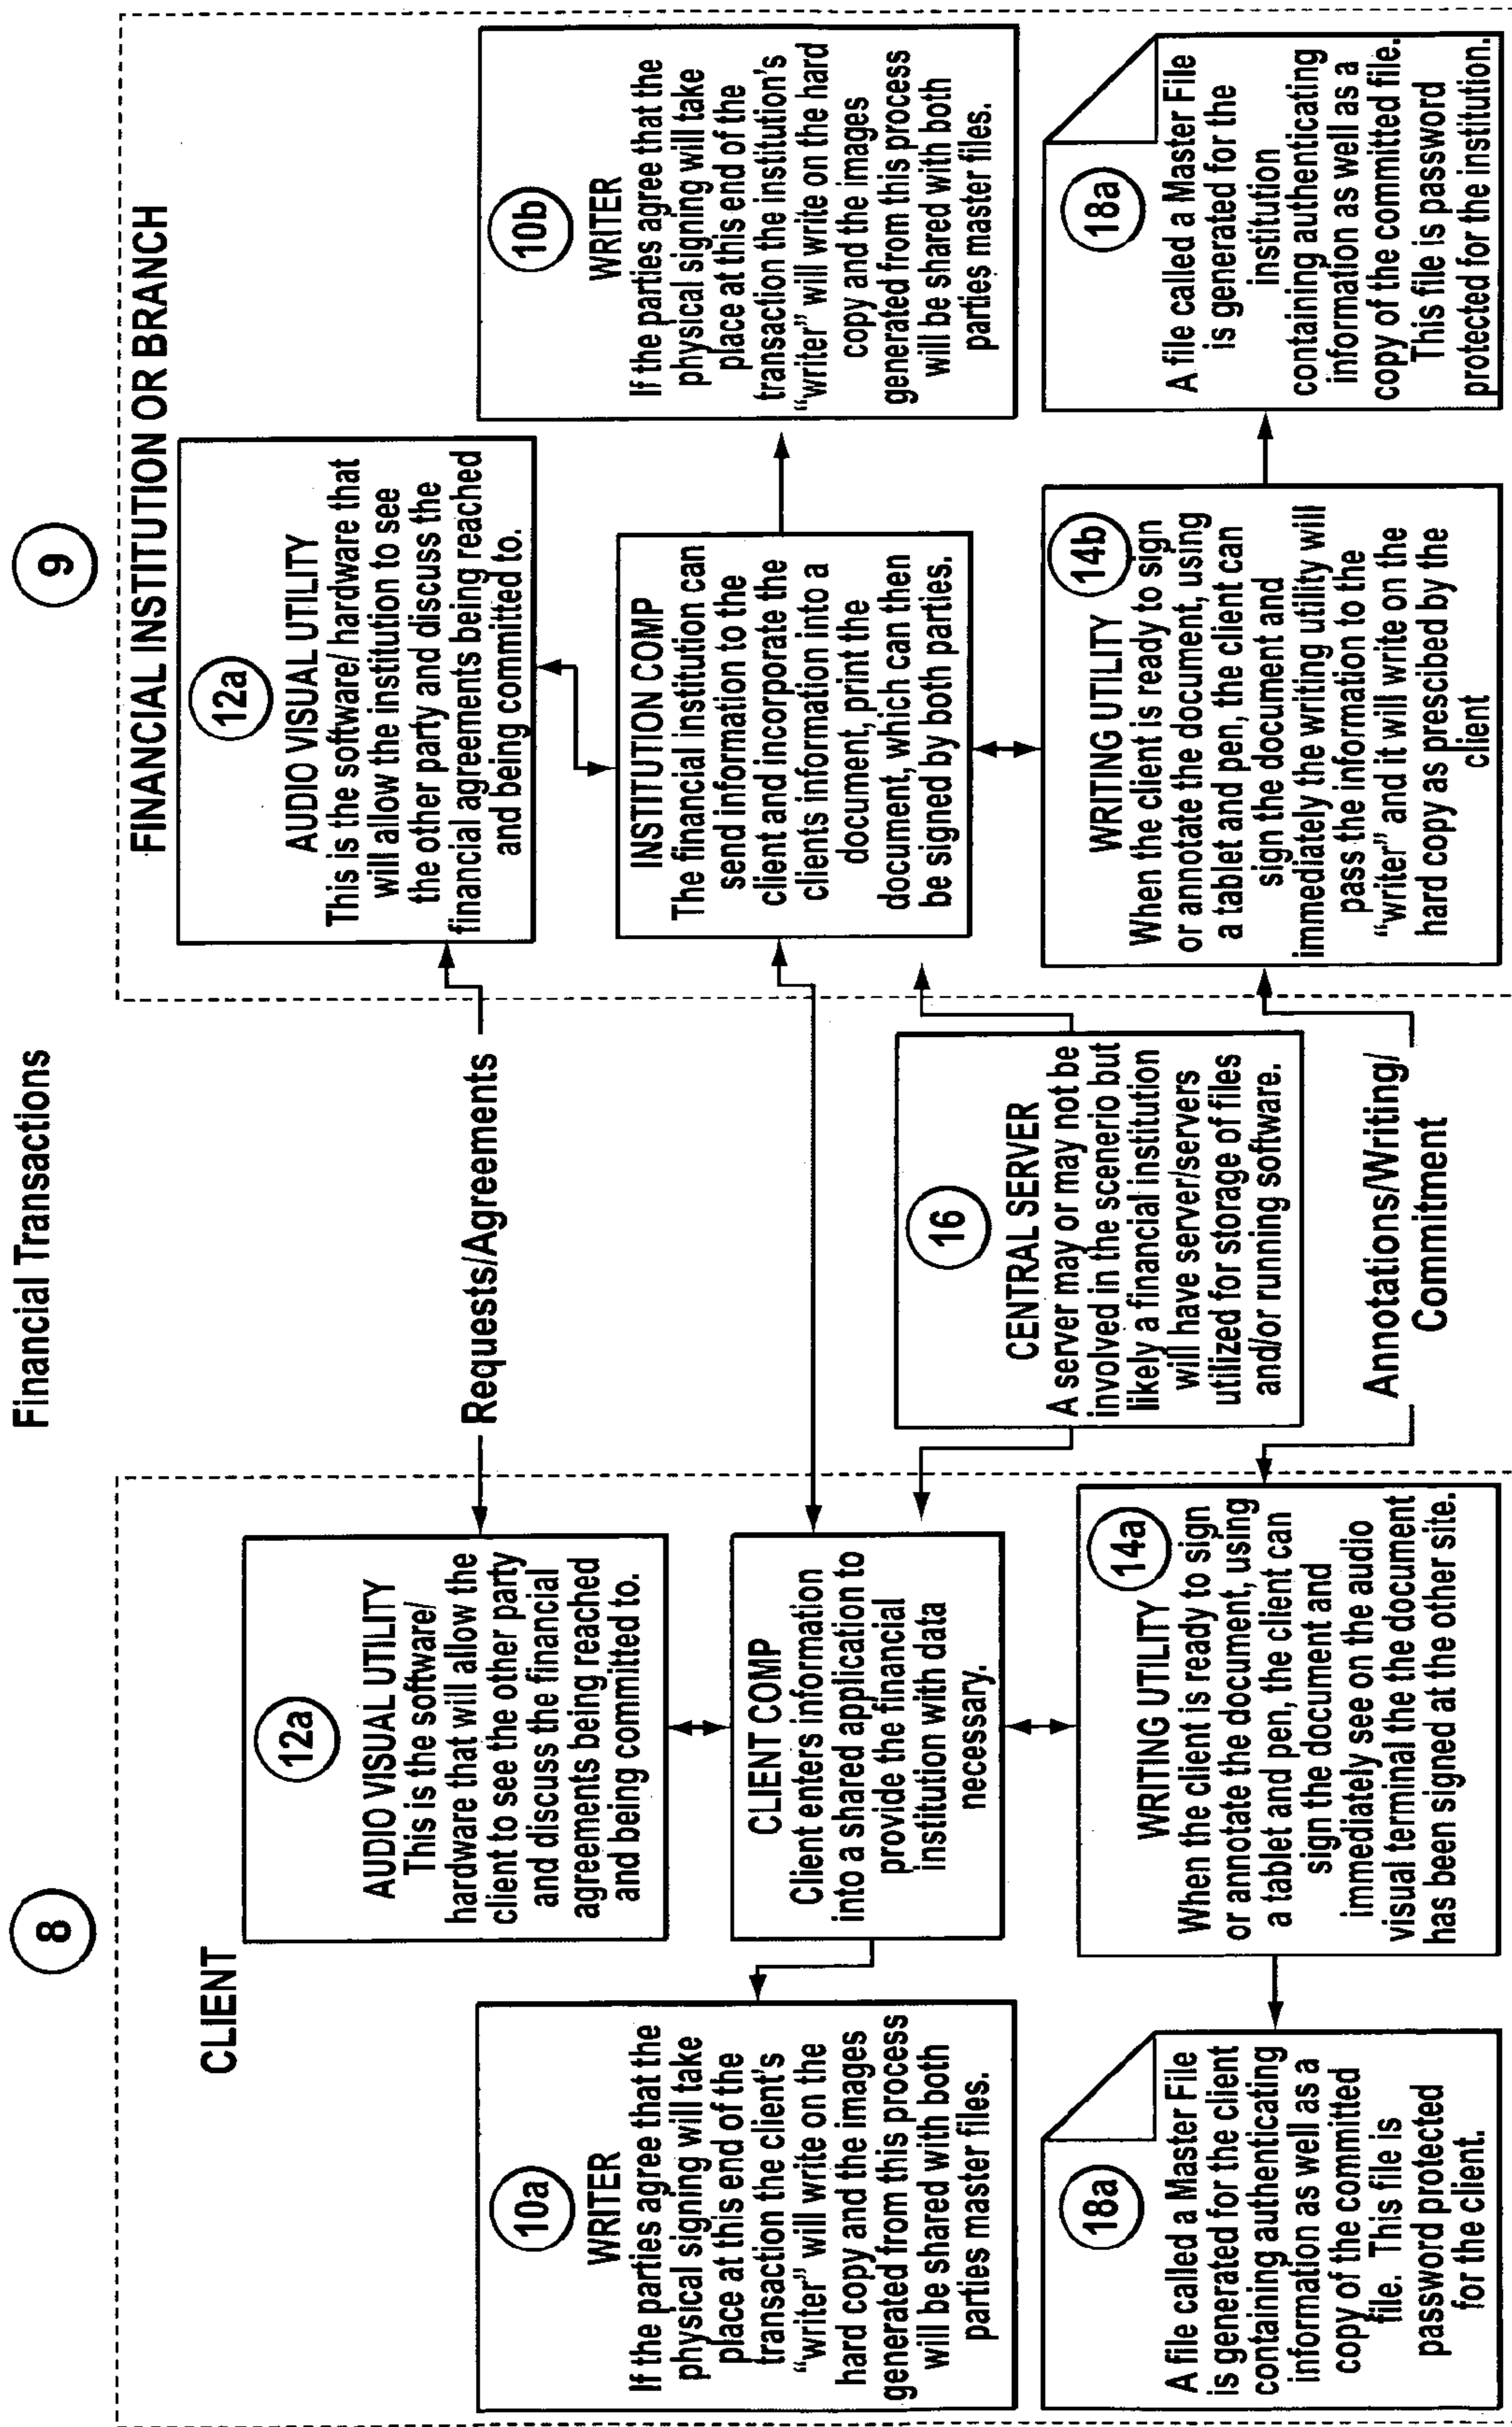 Financial Transactions
8
CLIENT
12a
AUDIO VISUAL UTILITY
This is the software/
hardware that will allow the
client to see the other party
and discuss the financial
agreements being reached
and being committed to.
10a
WRITER
If the parties agree that the
physical signing will take
place at this end of the
transaction the client's
"writer" will write on the
hard copy and the images
generated from this process
will be shared with both
parties master files.
CLIENT COMP
Client enters information
into a shared application to
provide the financial
institution with data
necessary.
18a
A file called a Master File
is generated for the client
containing authenticating
information as well as a
copy of the committed
file. This file is
password protected
for the client.
14a
WRITING UTILITY
When the client is ready to sign
or annotate the document, using
a tablet and pen, the client can
sign the document and
immediately see on the audio
visual terminal the the document
has been signed at the other site.
Requests/Agreements
16
CENTRAL SERVER
A server may or may not be
involved in the scenerio but
likely a financial institution
will have server/servers
utilized for storage of files
and/or running software.
Annotations/Writing/
Commitment
9
FINANCIAL INSTITUTION OR BRANCH
12a
AUDIO VISUAL UTILITY
This is the software/ hardware that
will allow the institution to see
the other party and discuss the
financial agreements being reached
and being committed to.
INSTITUTION COMP
The financial institution can
send information to the
client and incorporate the
clients information into a
document, print the
document, which can then
be signed by both parties.
10b
WRITER
If the parties agree that the
physical signing will take
place at this end of the
transaction the institution's
"writer" will write on the hard
copy and the images
generated from this process
will be shared with both
parties master files.
14b
WRITING UTILITY
When the client is ready to sign
or annotate the document, using
a tablet and pen, the client can
sign the document and
immediately the writing utility will
pass the information to the
"writer" and it will write on the
hard copy as prescibed by the
client
18a
A file called a Master File
is generated for the
institution
containing authenticating
information as well as a
copy of the committed file.
This file is password
protected for the institution.